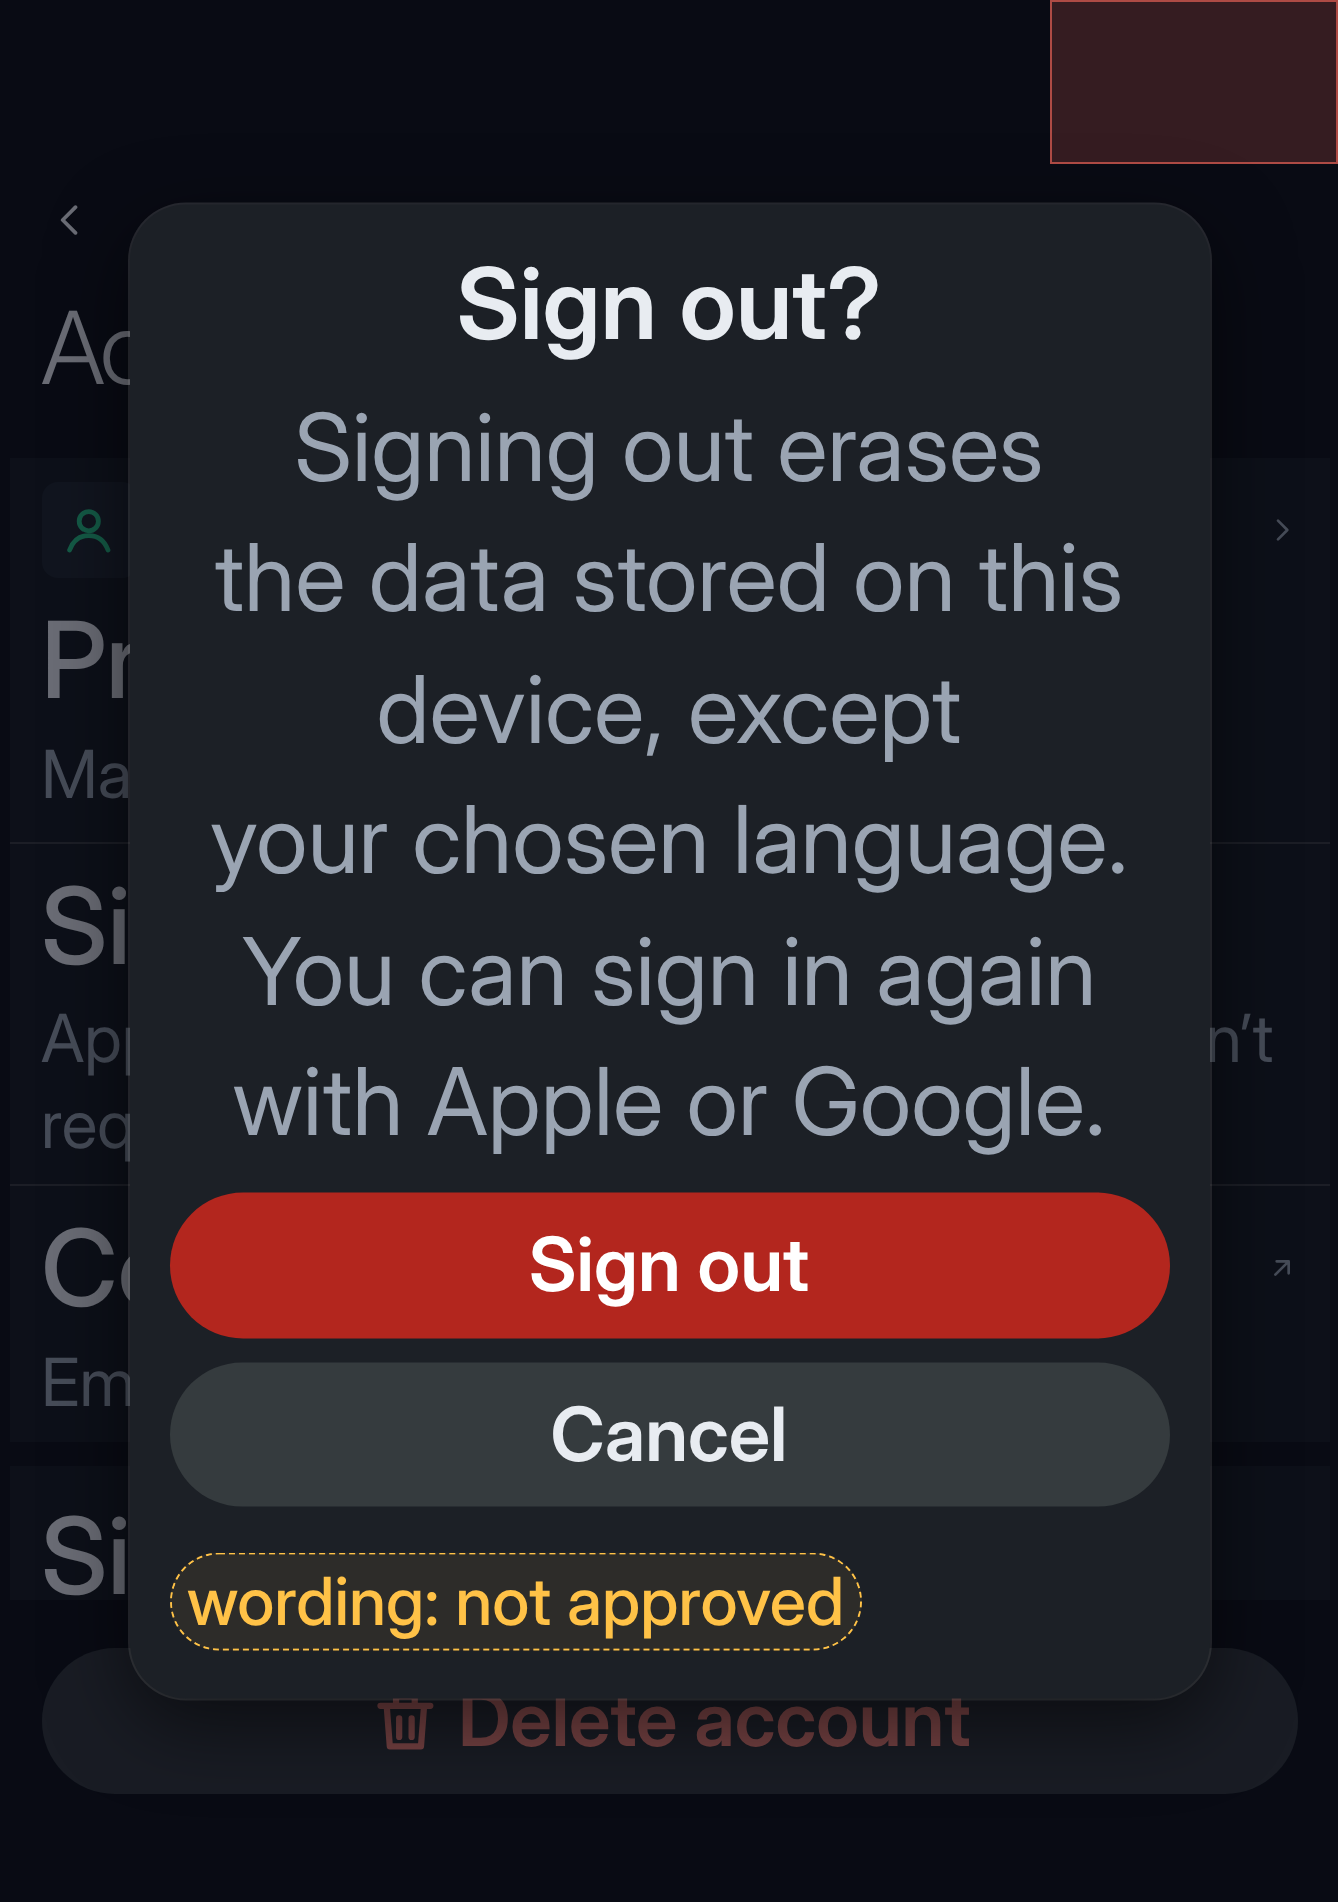 Sign out?
Signing out erases
the data stored on this
device, except
your chosen language.
You can sign in again
with Apple or Google.
Sign out
Cancel
wording: not approved
Delete account